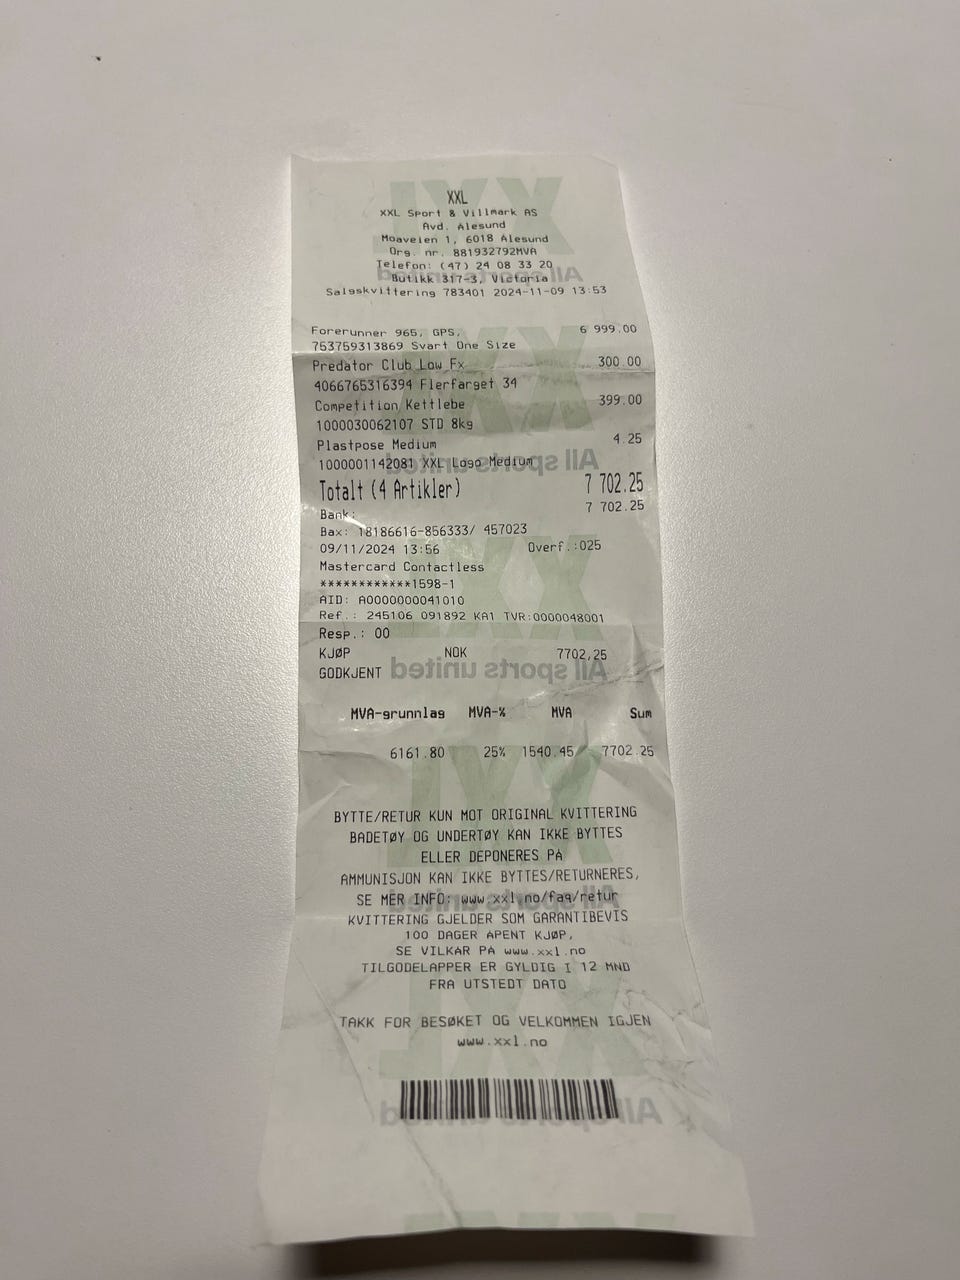 XXL
XXL Sport & Villmark AS
Avd. Alesund
Moaveien 1, 6018 Alesund
Org. nr. 881932792MVA
Telefon: (47) 24 08 33 20
Butikk 317-3, Victoria
Salgskvittering 783401 2024-11-09 13:53
Forerunner 965, GPS, 6 999.00
753759313869 Svart One Size
Predator Club Low Fx 300.00
4066765316394 Flerfarget 34
Competition Kettlebe 399.00
1000030062107 STD 8kg
Plastpose Medium 4.25
1000001142081 XXL Logo Medium
Totalt (4 Artikler) 7 702.25
Bank: 7 702.25
Bax: 18186616-856333/ 457023
09/11/2024 13:56 Overf.:025
Mastercard Contactless
************1598-1
AID: A0000000041010
Ref.: 245106 091892 KA1 TVR:0000048001
Resp.: 00
KJØP NOK 7702,25
GODKJENT
MVA-grunnlag MVA-% MVA Sum
6161.80 25% 1540.45 7702.25
BYTTE/RETUR KUN MOT ORIGINAL KVITTERING
BADETØY OG UNDERTØY KAN IKKE BYTTES
ELLER DEPONERES PÅ
AMMUNISJON KAN IKKE BYTTES/RETURNERES,
SE MER INFO: www.xxl.no/faq/retur
KVITTERING GJELDER SOM GARANTIBEVIS
100 DAGER APENT KJØP,
SE VILKAR PA www.xxl.no
TILGODELAPPER ER GYLDIG I 12 MND
FRA UTSTEDT DATO
TAKK FOR BESØKET OG VELKOMMEN IGJEN
www.xxl.no